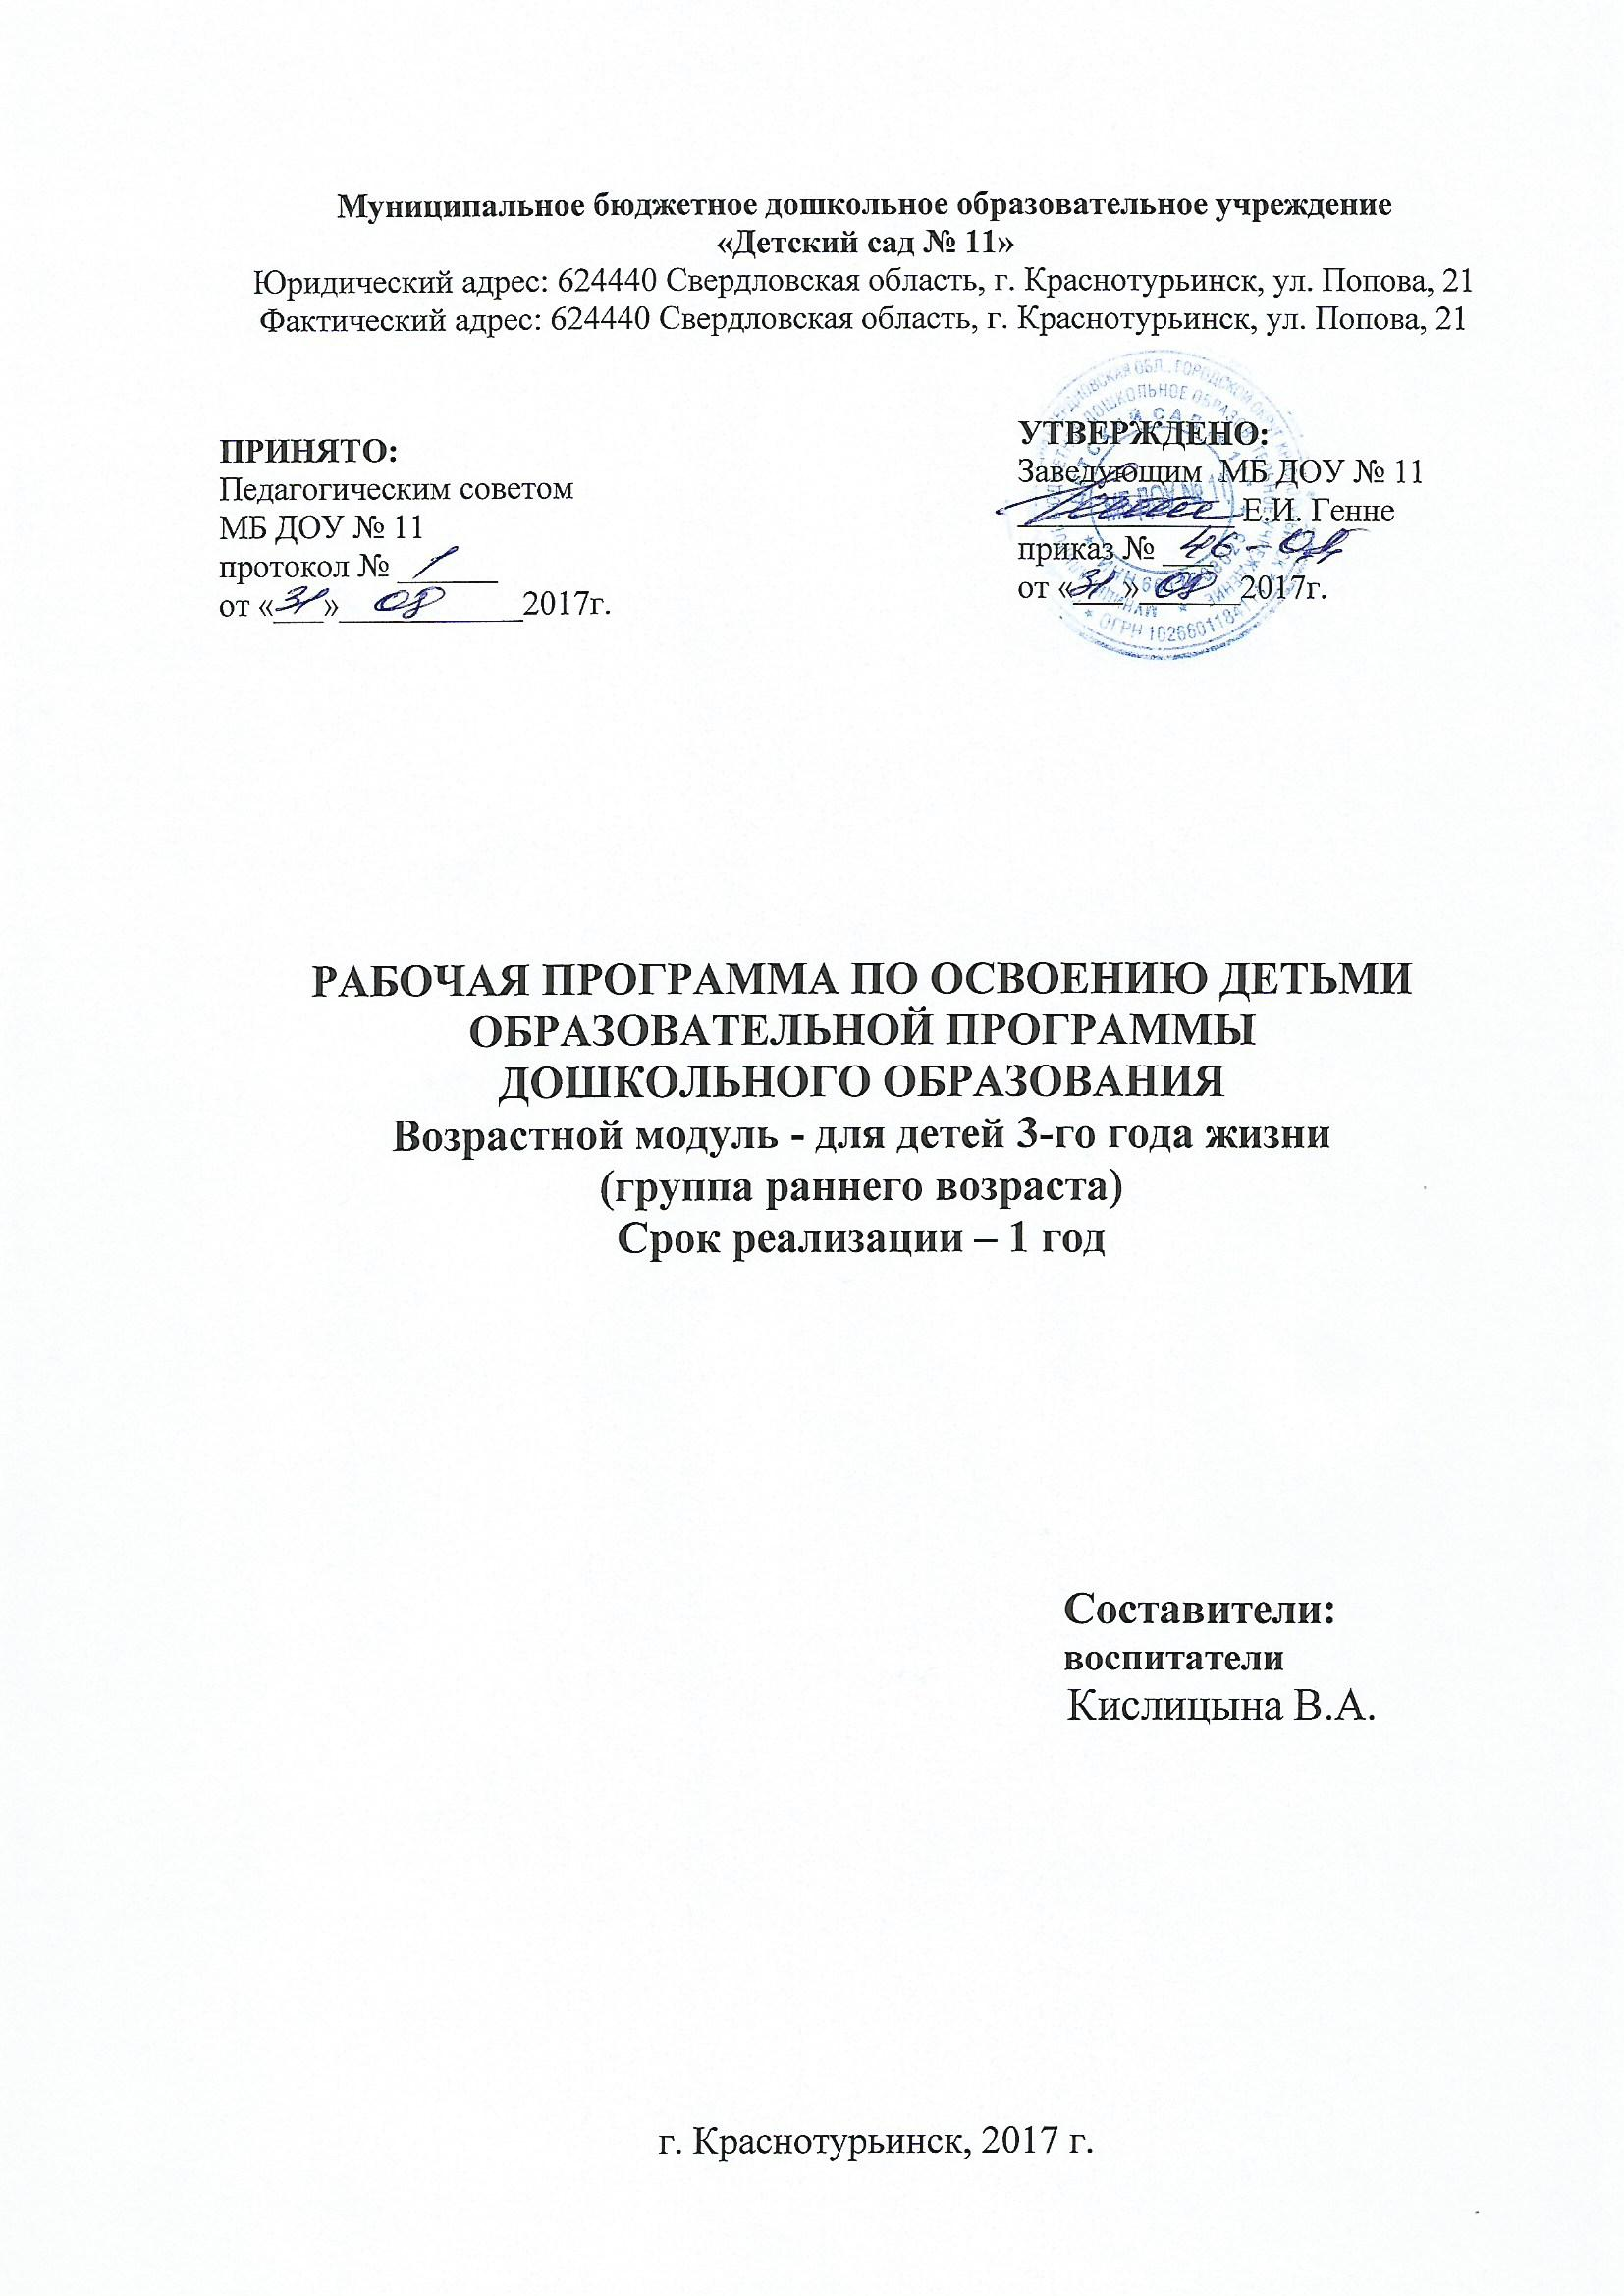 Муниципальное бюджетное дошкольное образовательное учреждение
«Детский сад № 11»
Юридический адрес: 624440 Свердловская область, г. Краснотурьинск, ул. Попова, 21
Фактический адрес: 624440 Свердловская область, г. Краснотурьинск, ул. Попова, 21
ПРИНЯТО:
Педагогическим советом
МБ ДОУ № 11
протокол № 1
от «31» 08 2017г.
УТВЕРЖДЕНО:
Заведующим МБ ДОУ № 11
Е.И. Генне
приказ № 46-
от «31» 08 2017г.
РАБОЧАЯ ПРОГРАММА ПО ОСВОЕНИЮ ДЕТЬМИ
ОБРАЗОВАТЕЛЬНОЙ ПРОГРАММЫ
ДОШКОЛЬНОГО ОБРАЗОВАНИЯ
Возрастной модуль - для детей 3-го года жизни
(группа раннего возраста)
Срок реализации – 1 год
Составители:
воспитатели
Кислицына В.А.
г. Краснотурьинск, 2017 г.